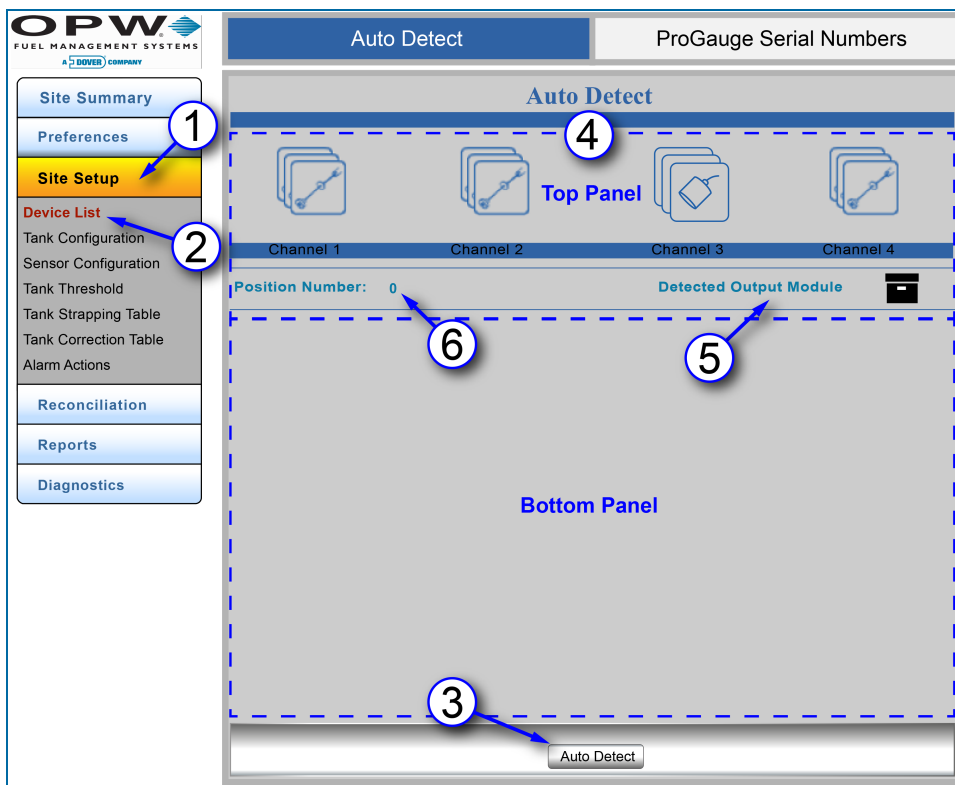 OPW
FUEL MANAGEMENT SYSTEMS
A DOVER COMPANY
Auto Detect
ProGauge Serial Numbers
Site Summary
Preferences
Site Setup
Device List
Tank Configuration
Sensor Configuration
Tank Threshold
Tank Strapping Table
Tank Correction Table
Alarm Actions
Reconciliation
Reports
Diagnostics
1
2
Auto Detect
4
Top Panel
Channel 1
Channel 2
Channel 3
Channel 4
Position Number: 0
Detected Output Module
6
5
Bottom Panel
3
Auto Detect